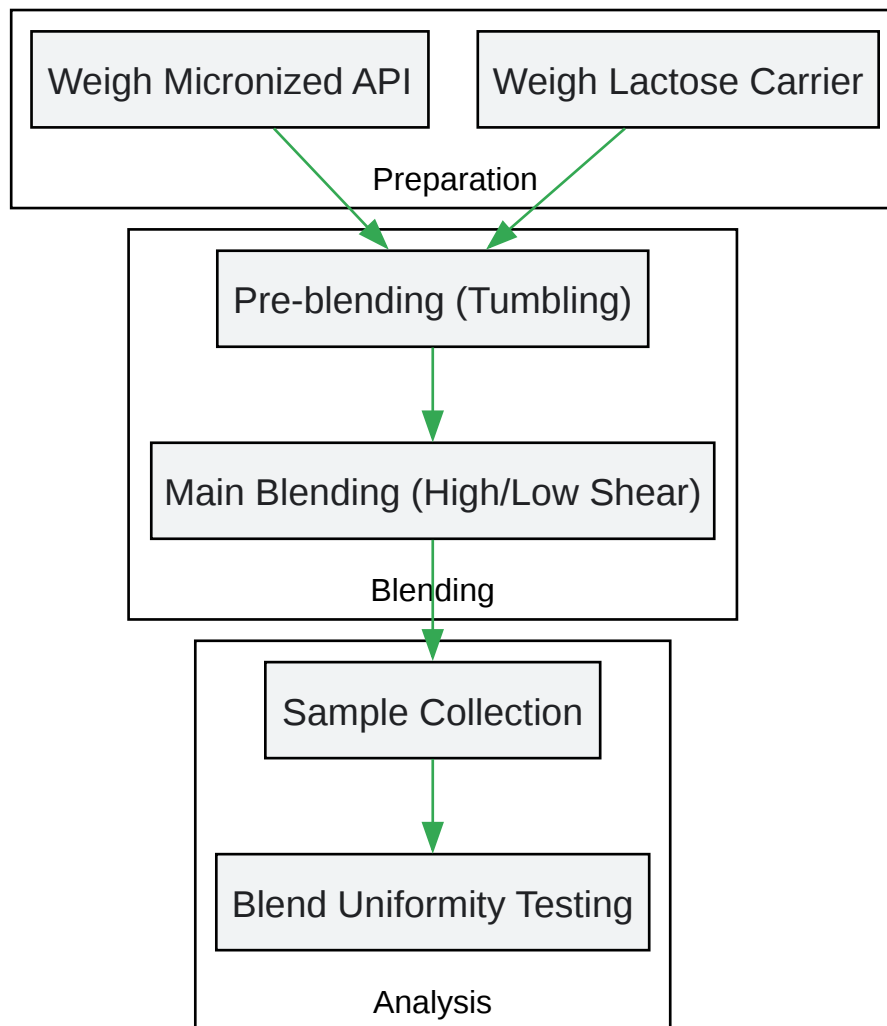 Weigh Micronized API
Weigh Lactose Carrier
Preparation
Pre-blending (Tumbling)
Main Blending (High/Low Shear)
Blending
Sample Collection
Blend Uniformity Testing
Analysis